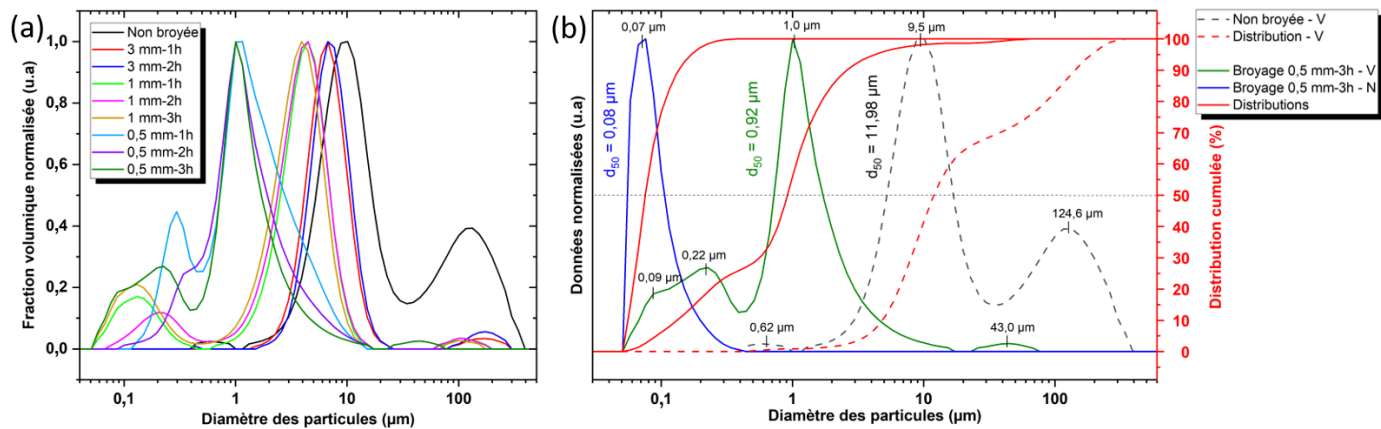 (a)
Fraction volumique normalisée (u.a)
1,0
0,8
0,6
0,4
0,2
0,0
Non broyée
3 mm-1h
3 mm-2h
1 mm-1h
1 mm-2h
1 mm-3h
0,5 mm-1h
0,5 mm-2h
0,5 mm-3h
0,1
1
10
100
Diamètre des particules (µm)
(b)
Données normalisées (u.a)
0,07 µm
1,0 µm
9,5 µm
d50 = 0,08 µm
d50 = 0,92 µm
d50 = 11,98 µm
0,09 µm
0,22 µm
0,62 µm
43,0 µm
124,6 µm
0,1
1
10
100
Diamètre des particules (µm)
100
90
80
70
60
50
40
30
20
10
0
Distribution cumulée (%)
Non broyée - V
Distribution - V
Broyage 0,5 mm-3h - V
Broyage 0,5 mm-3h - N
Distributions